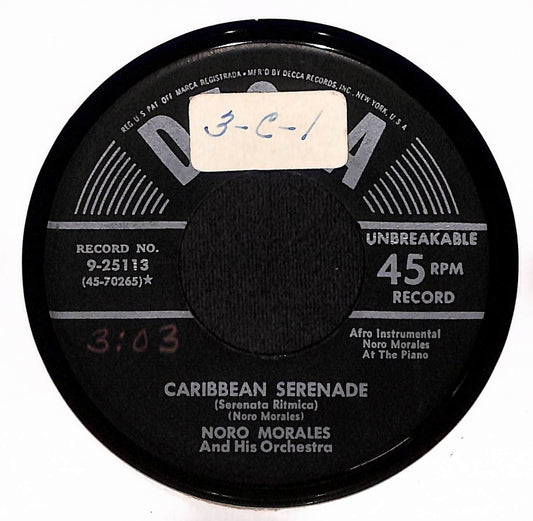 REG. U S PAT OFF MARCA REGISTRADA • MF'D BY DECCA RECORDS, INC., NEW YORK, U S A
DECCA
3-C-1
RECORD NO.
9-25113
(45-70265)★
UNBREAKABLE
45 RPM
RECORD
3:03
Afro Instrumental
Noro Morales
At The Piano
CARIBBEAN SERENADE
(Serenata Ritmica)
(Noro Morales)
NORO MORALES
And His Orchestra